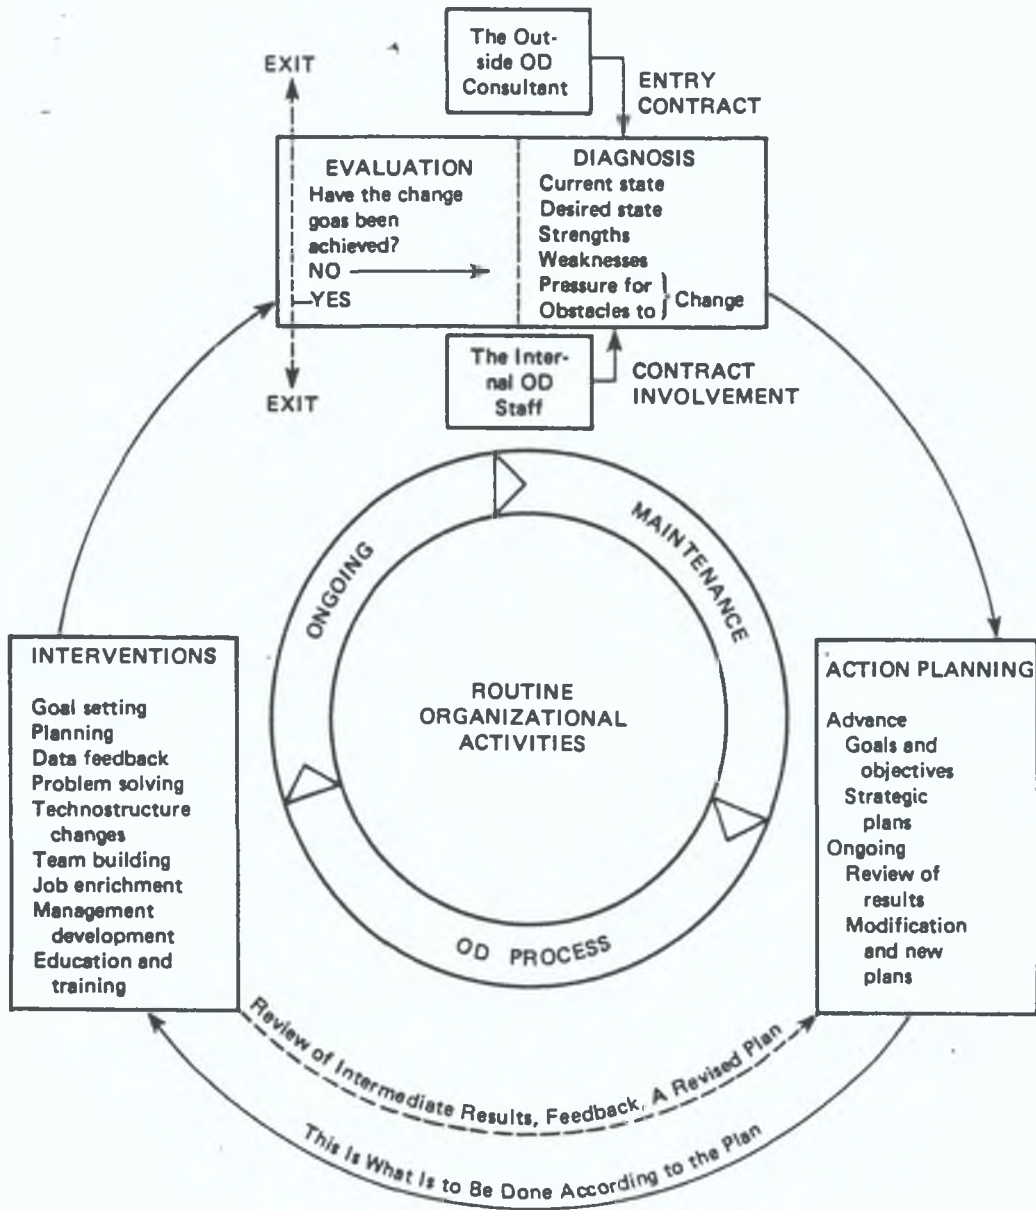 The Out-
side OD
Consultant
ENTRY
CONTRACT
EXIT
EVALUATION
Have the change
goas been
achieved?
NO
YES
EXIT
DIAGNOSIS
Current state
Desired state
Strengths
Weaknesses
Pressure for
Obstacles to
Change
The Inter-
nal OD
Staff
CONTRACT
INVOLVEMENT
ONGOING
MAINTENANCE
OD PROCESS
ROUTINE
ORGANIZATIONAL
ACTIVITIES
INTERVENTIONS
Goal setting
Planning
Data feedback
Problem solving
Technostructure
changes
Team building
Job enrichment
Management
development
Education and
training
ACTION PLANNING
Advance
Goals and
objectives
Strategic
plans
Ongoing
Review of
results
Modification
and new
plans
Review of Intermediate Results, Feedback, A Revised Plan
This Is What Is to Be Done According to the Plan